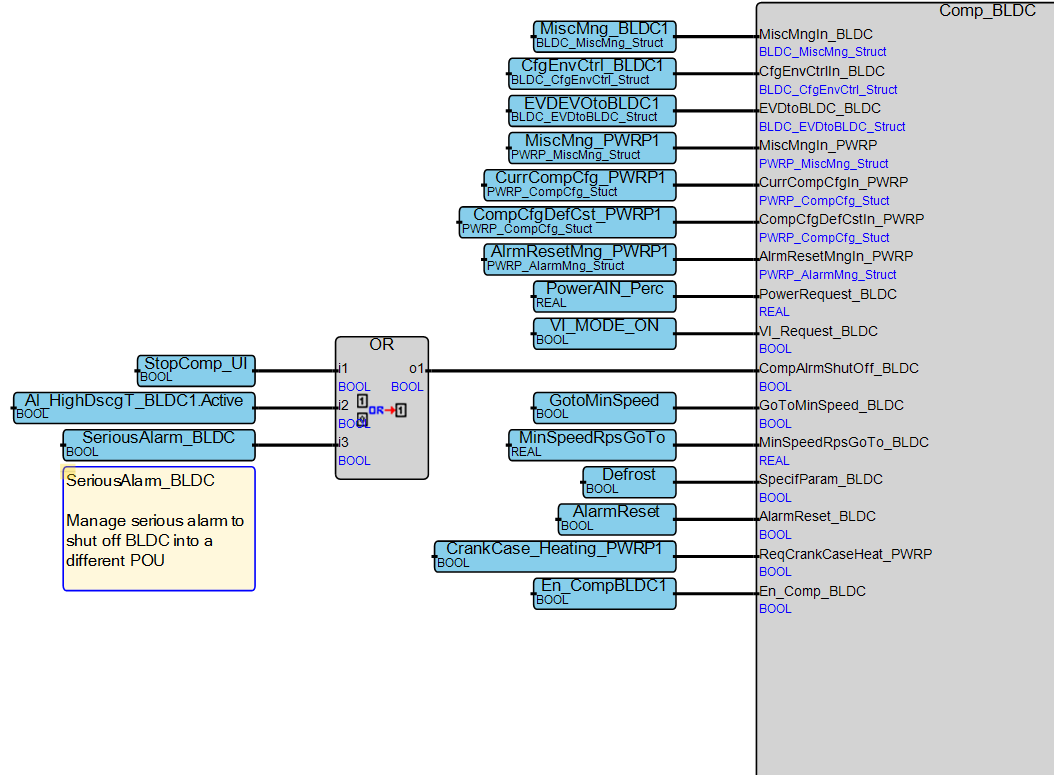 Comp_BLDC
MiscMng_BLDC1
BLDC_MiscMng_Struct
MiscMngIn_BLDC
BLDC_MiscMng_Struct
CfgEnvCtrl_BLDC1
BLDC_CfgEnvCtrl_Struct
CfgEnvCtrlIn_BLDC
BLDC_CfgEnvCtrl_Struct
EVDEVOtoBLDC1
BLDC_EVDtoBLDC_Struct
EVDtoBLDC_BLDC
BLDC_EVDtoBLDC_Struct
MiscMng_PWRP1
PWRP_MiscMng_Struct
MiscMngIn_PWRP
PWRP_MiscMng_Struct
CurrCompCfg_PWRP1
PWRP_CompCfg_Stuct
CurrCompCfgIn_PWRP
PWRP_CompCfg_Stuct
CompCfgDefCst_PWRP1
PWRP_CompCfg_Stuct
CompCfgDefCstIn_PWRP
PWRP_CompCfg_Stuct
AlrmResetMng_PWRP1
PWRP_AlarmMng_Struct
AlrmResetMngIn_PWRP
PWRP_AlarmMng_Struct
PowerAIN_Perc
REAL
PowerRequest_BLDC
REAL
VI_MODE_ON
BOOL
VI_Request_BLDC
BOOL
OR
StopComp_UI
BOOL
i1
BOOL
o1
BOOL
CompAlrmShutOff_BLDC
BOOL
Al_HighDscgT_BLDC1.Active
BOOL
i2
BOOL
1
OR
1
GotoMinSpeed
BOOL
GoToMinSpeed_BLDC
BOOL
SeriousAlarm_BLDC
BOOL
i3
BOOL
MinSpeedRpsGoTo
REAL
MinSpeedRpsGoTo_BLDC
REAL
SeriousAlarm_BLDC
Manage serious alarm to
shut off BLDC into a
different POU
Defrost
BOOL
SpecifParam_BLDC
BOOL
AlarmReset
BOOL
AlarmReset_BLDC
BOOL
CrankCase_Heating_PWRP1
BOOL
ReqCrankCaseHeat_PWRP
BOOL
En_CompBLDC1
BOOL
En_Comp_BLDC
BOOL